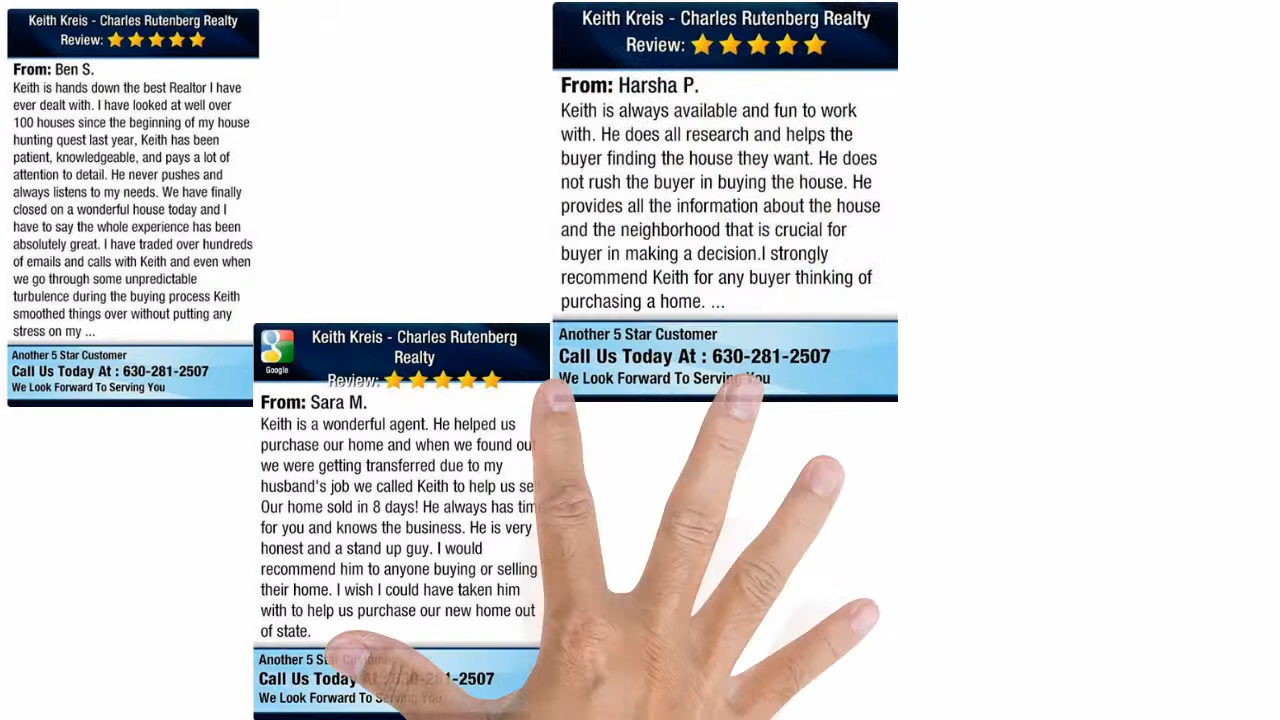 Keith Kreis - Charles Rutenberg Realty
Review:
From: Ben S.
Keith is hands down the best Realtor I have
ever dealt with. I have looked at well over
100 houses since the beginning of my house
hunting quest last year, Keith has been
patient, knowledgeable, and pays a lot of
attention to detail. He never pushes and
always listens to my needs. We have finally
closed on a wonderful house today and I
have to say the whole experience has been
absolutely great. I have traded over hundreds
of emails and calls with Keith and even when
we go through some unpredictable
turbulence during the buying process Keith
smoothed things over without putting any
stress on my ...
Another 5 Star Customer
Call Us Today At : 630-281-2507
We Look Forward To Serving You
Google
Keith Kreis - Charles Rutenberg
Realty
Review:
From: Sara M.
Keith is a wonderful agent. He helped us
purchase our home and when we found out
we were getting transferred due to my
husband's job we called Keith to help us se
Our home sold in 8 days! He always has time
for you and knows the business. He is very
honest and a stand up guy. I would
recommend him to anyone buying or selling
their home. I wish I could have taken him
with to help us purchase our new home out
of state.
Another 5 Star Customer
Call Us Today At : 630-281-2507
We Look Forward To Serving You
Keith Kreis - Charles Rutenberg Realty
Review:
From: Harsha P.
Keith is always available and fun to work
with. He does all research and helps the
buyer finding the house they want. He does
not rush the buyer in buying the house. He
provides all the information about the house
and the neighborhood that is crucial for
buyer in making a decision.I strongly
recommend Keith for any buyer thinking of
purchasing a home. ...
Another 5 Star Customer
Call Us Today At : 630-281-2507
We Look Forward To Serving You